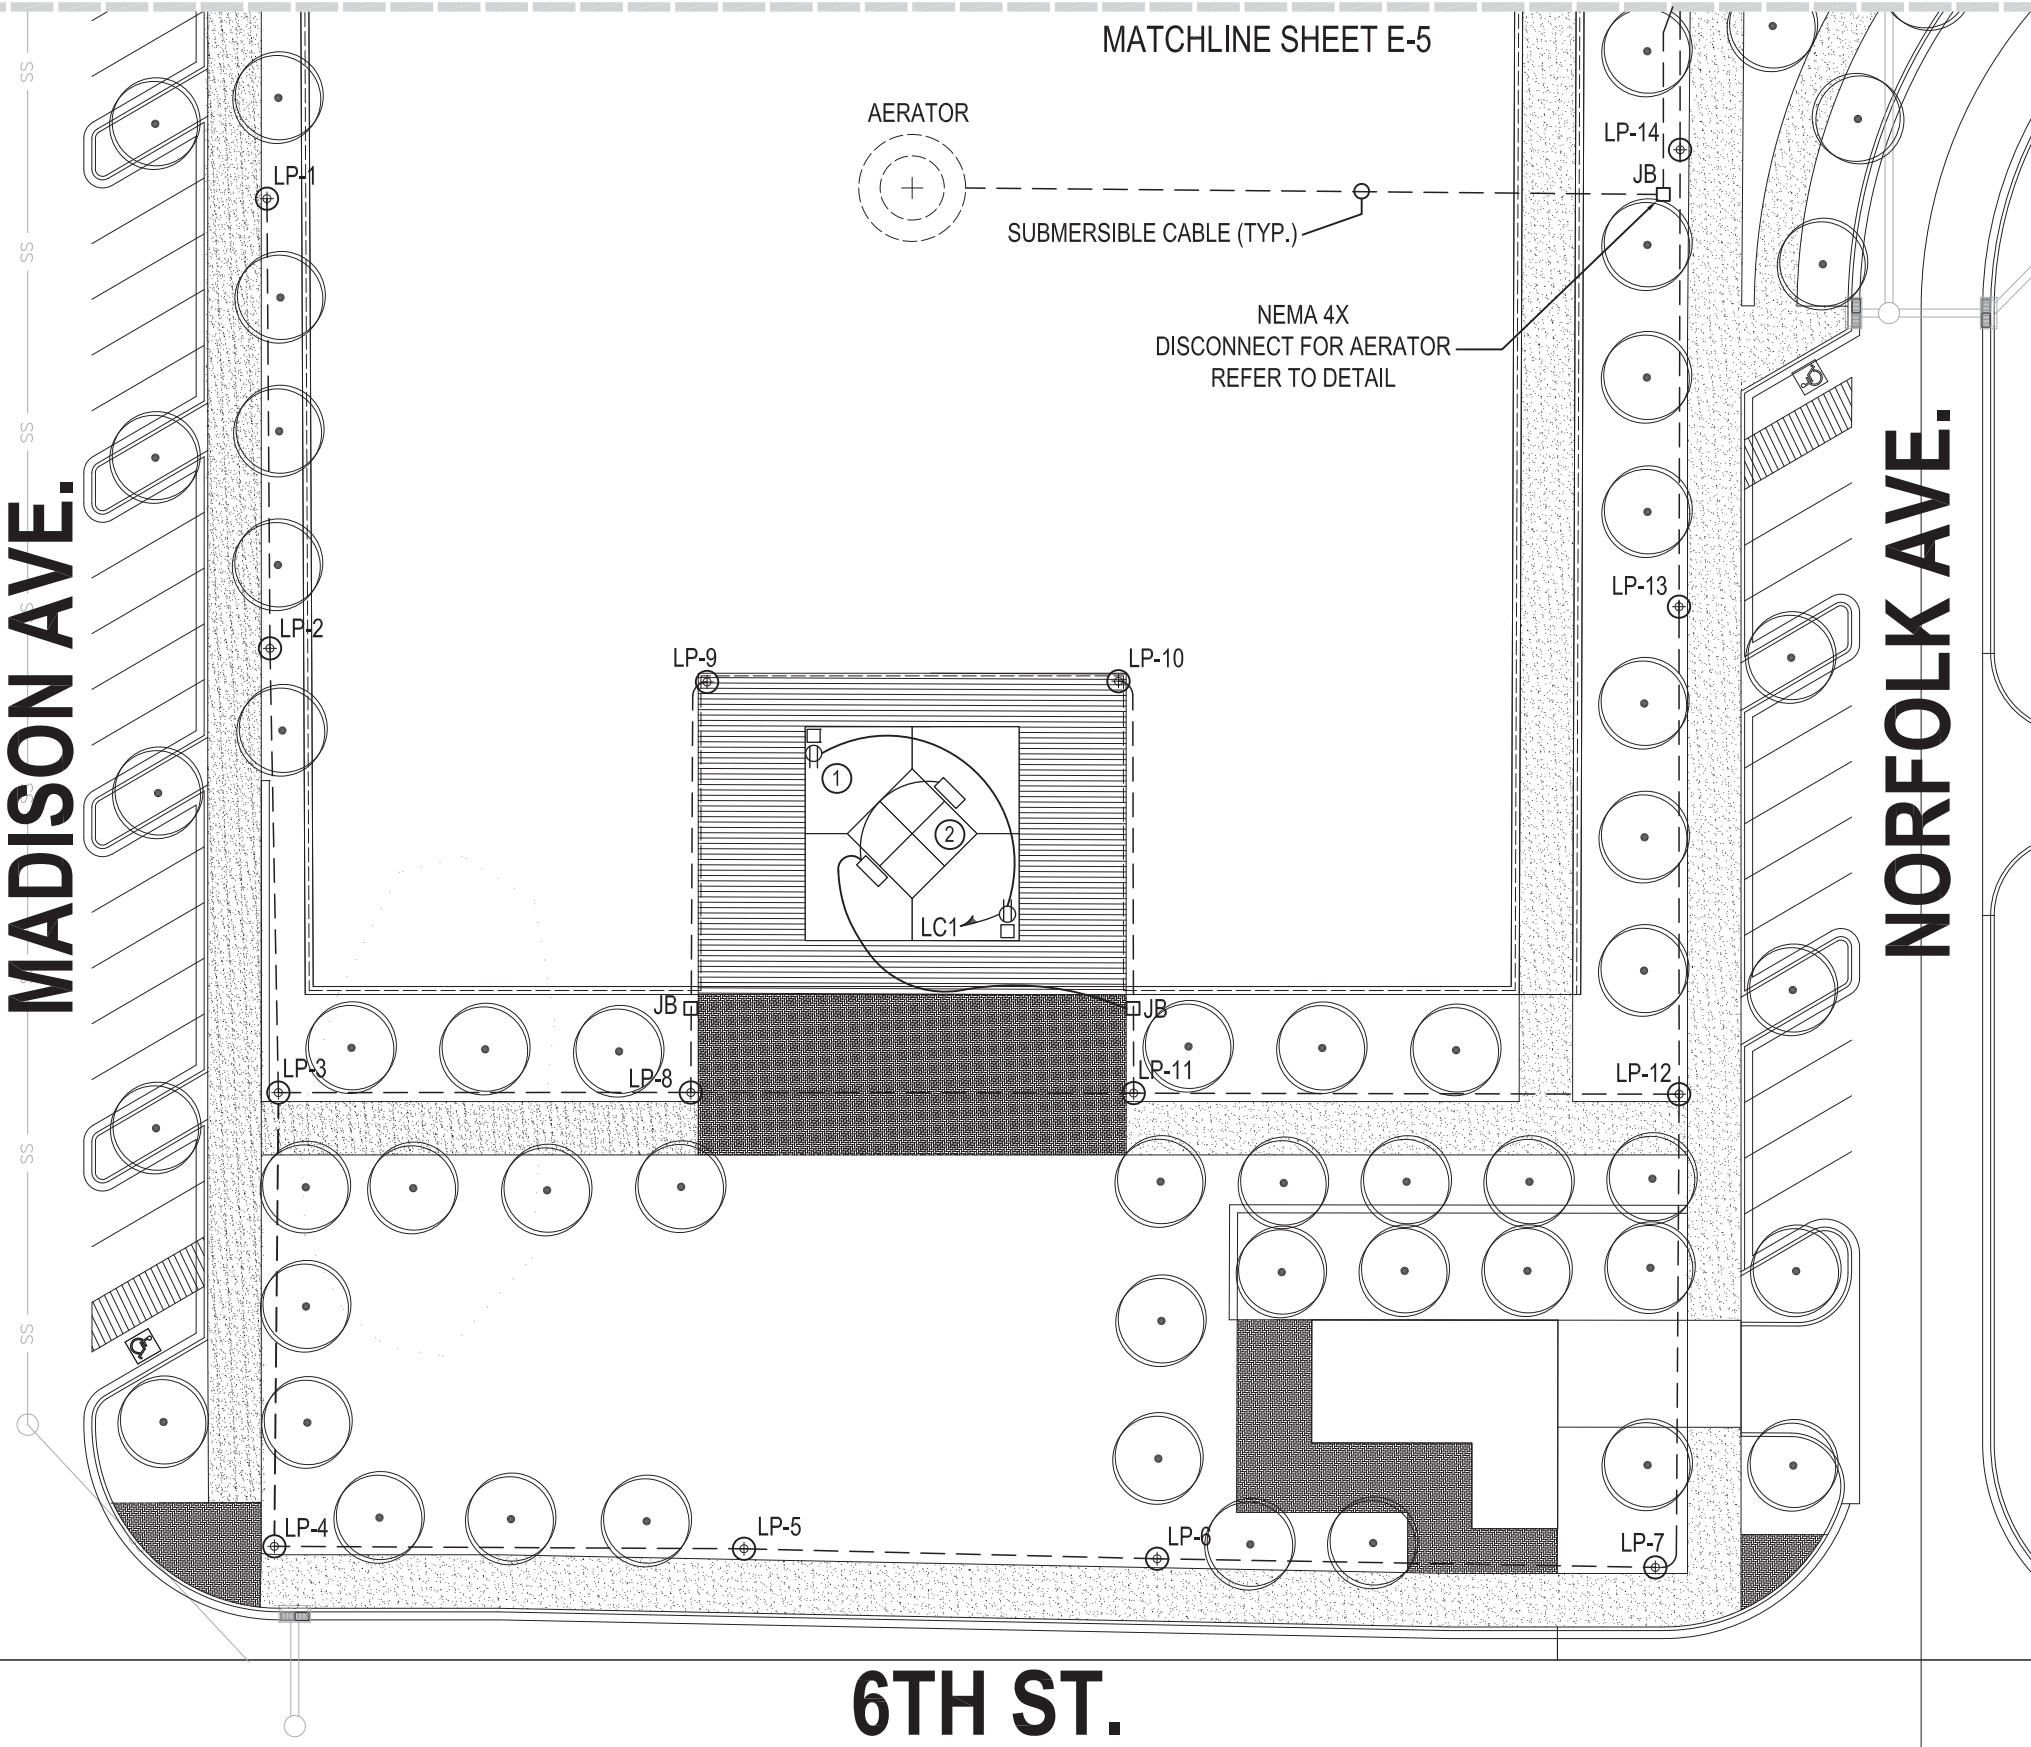 MATCHLINE SHEET E-5
SS
AERATOR
LP-14
LP-1
JB
SUBMERSIBLE CABLE (TYP.)
SS
NEMA 4X
DISCONNECT FOR AERATOR
REFER TO DETAIL
SS
MADISON AVE.
NORFOLK AVE.
LP-13
SS
LP-2
LP-9
LP-10
1
SS
2
LC1
SS
JB
JB
LP-3
LP-8
LP-11
LP-12
SS
SS
LP-4
LP-5
LP-6
LP-7
6TH ST.